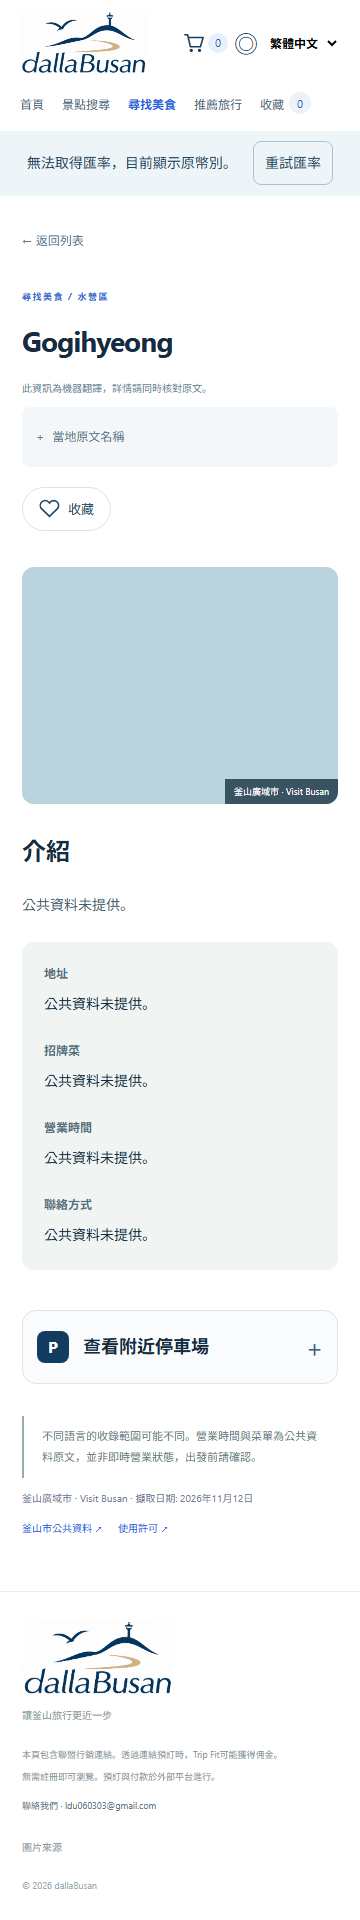 dallaBusan
0
繁體中文
首頁 景點搜尋 尋找美食 推薦旅行 收藏 0
無法取得匯率，目前顯示原幣別。 重試匯率
← 返回列表
尋找美食 / 水營區
Gogihyeong
此資訊為機器翻譯，詳情請同時核對原文。
+ 當地原文名稱
收藏
釜山廣域市 · Visit Busan
介紹
公共資料未提供。
地址
公共資料未提供。
招牌菜
公共資料未提供。
營業時間
公共資料未提供。
聯絡方式
公共資料未提供。
P 查看附近停車場 +
不同語言的收錄範圍可能不同。營業時間與菜單為公共資
料原文，並非即時營業狀態，出發前請確認。
釜山廣域市 · Visit Busan · 擷取日期: 2026年11月12日
釜山市公共資料 ↗ 使用許可 ↗
dallaBusan
讓釜山旅行更近一步
本頁包含聯盟行銷連結。透過連結預訂時，Trip Fit可能獲得佣金。
無需註冊即可瀏覽。預訂與付款於外部平台進行。
聯絡我們 · ldu060303@gmail.com
圖片來源
© 2026 dallaBusan